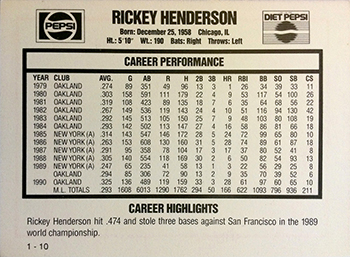 PEPSI
RICKEY HENDERSON
DIET PEPSI
Born: December 25, 1958 Chicago, IL
Ht.: 5'10" WL: 190 Bats: Right Throws: Left
CAREER PERFORMANCE
YEAR CLUB AVG. G AB R H 2B 3B HR RBI BB SO SB CS
1979 OAKLAND .274 89 351 49 96 13 3 1 26 34 39 33 11
1980 OAKLAND .303 158 591 111 179 22 4 9 53 117 54 100 26
1981 OAKLAND .319 108 423 89 135 18 7 6 35 64 68 56 22
1982 OAKLAND .267 149 536 119 143 24 4 10 51 116 94 130 42
1983 OAKLAND .292 145 513 105 150 25 7 9 48 103 80 108 19
1984 OAKLAND .293 142 502 113 147 27 4 16 58 86 81 66 18
1985 NEW YORK (A) .314 143 547 146 172 28 5 24 72 99 65 80 10
1986 NEW YORK (A) .263 153 608 130 160 31 5 28 74 89 81 87 18
1987 NEW YORK (A) 95 358 78 104 17 3 17 37 80 52 41 8
1988 NEW YORK (A) .305 140 554 118 169 30 2 6 50 82 54 93 13
1989 NEW YORK (A) .247 65 235 41 58 13 1 3 22 56 29 25 8
OAKLAND .294 85 306 72 90 13 2 9 35 70 39 52 6
1990 OAKLAND .325 136 489 119 159 33 3 28 61 97 60 65 10
M.L. TOTALS .293 1608 6013 1290 1762 294 50 166 622 1093 796 936 211
CAREER HIGHLIGHTS
Rickey Henderson hit .474 and stole three bases against San Francisco in the 1989
world championship.
1 - 10